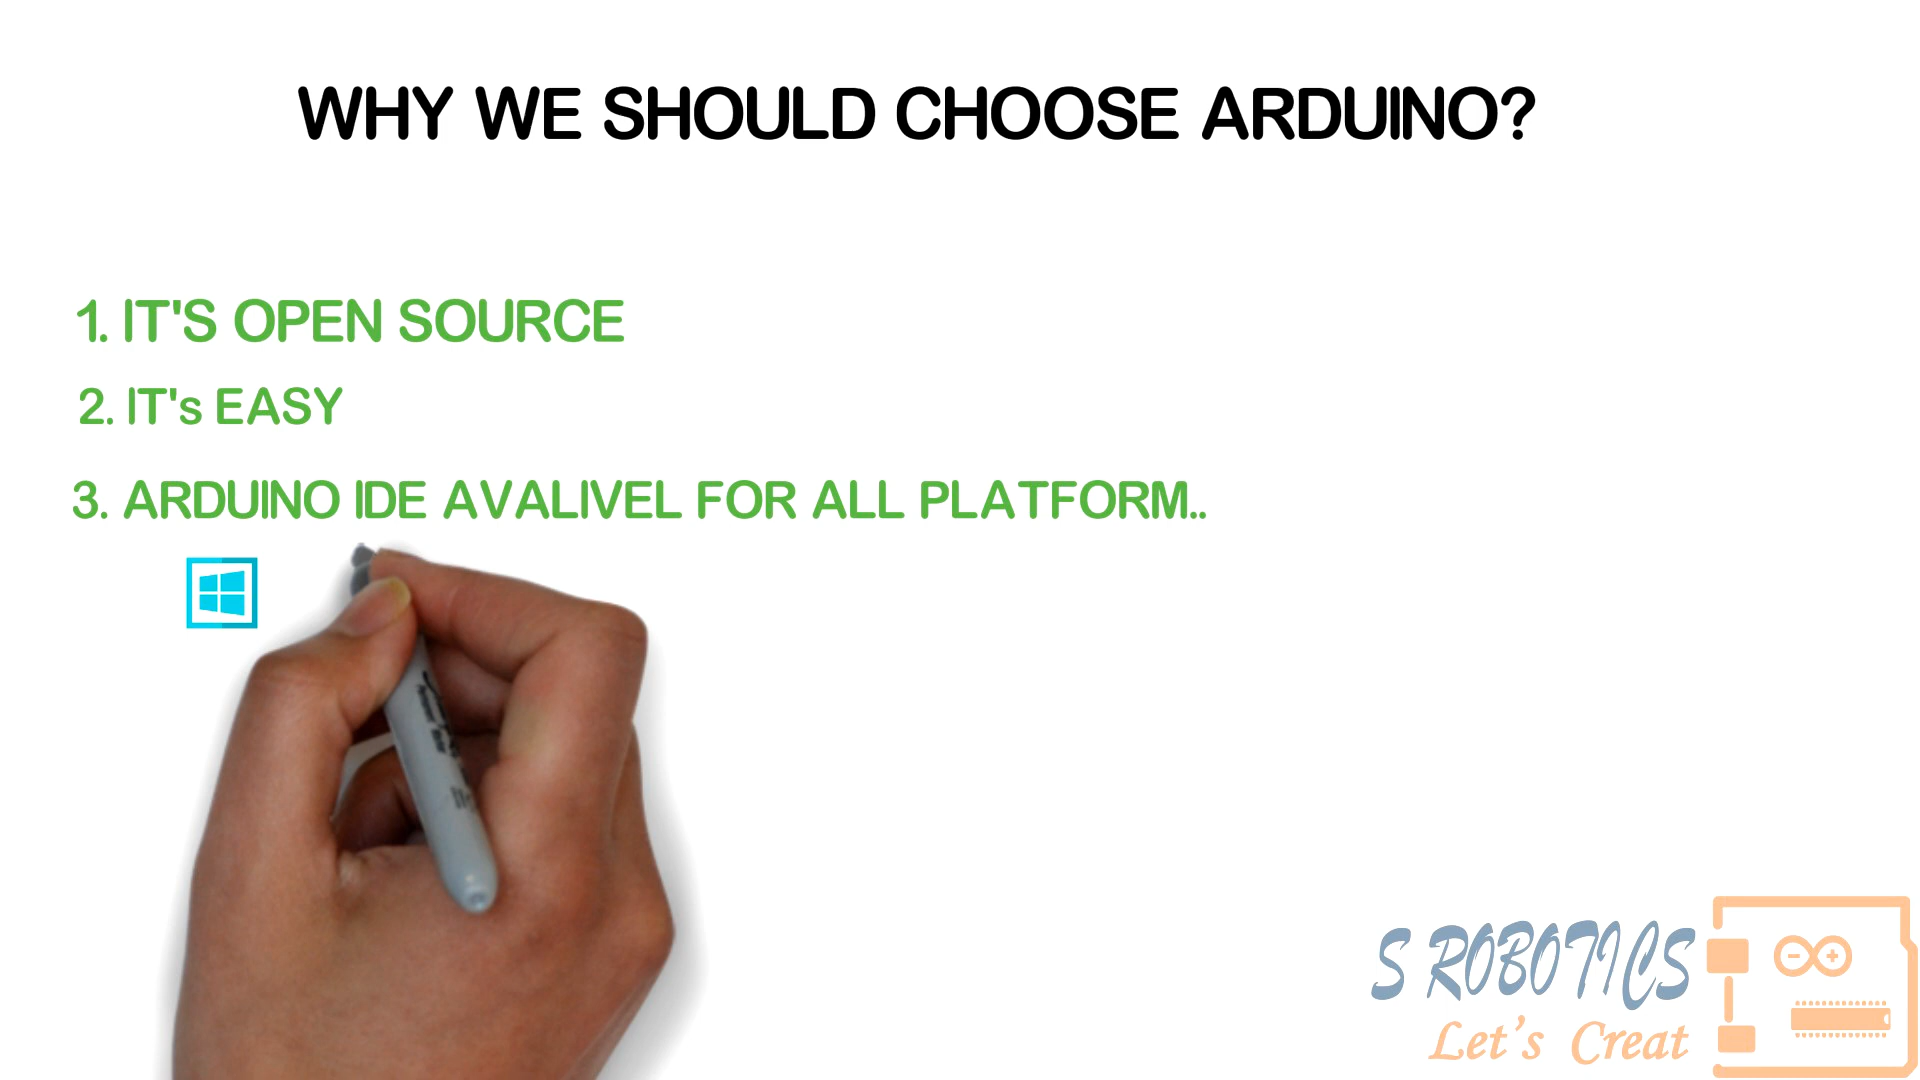 WHY WE SHOULD CHOOSE ARDUINO?
1. IT'S OPEN SOURCE
2. IT's EASY
3. ARDUINO IDE AVALIVEL FOR ALL PLATFORM..
S ROBOTICS
Let's Creat